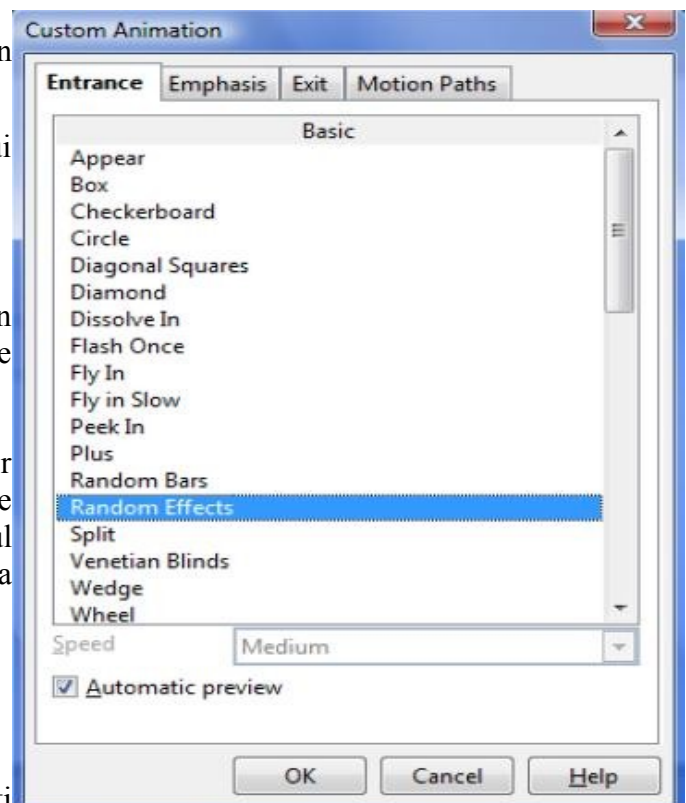 Custom Animation
Entrance Emphasis Exit Motion Paths
Basic
Appear
Box
Checkerboard
Circle
Diagonal Squares
Diamond
Dissolve In
Flash Once
Fly In
Fly in Slow
Peek In
Plus
Random Bars
Random Effects
Split
Venetian Blinds
Wedge
Wheel
Speed Medium
Automatic preview
OK Cancel Help